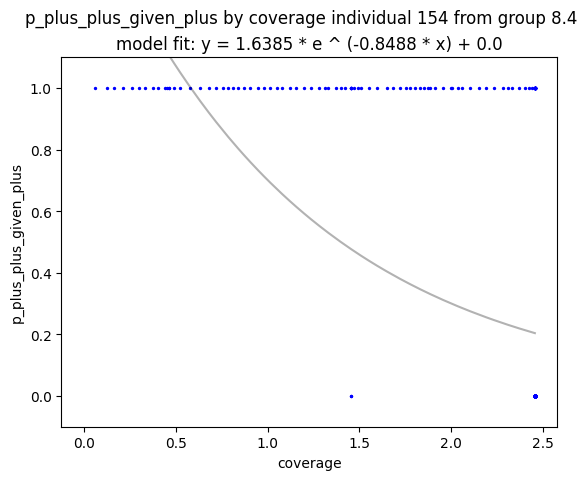 p_plus_plus_given_plus by coverage individual 154 from group 8.4
model fit: y = 1.6385 * e ^ (-0.8488 * x) + 0.0
1.0
0.8
0.6
0.4
0.2
0.0
p_plus_plus_given_plus
0.0 0.5 1.0 1.5 2.0 2.5
coverage